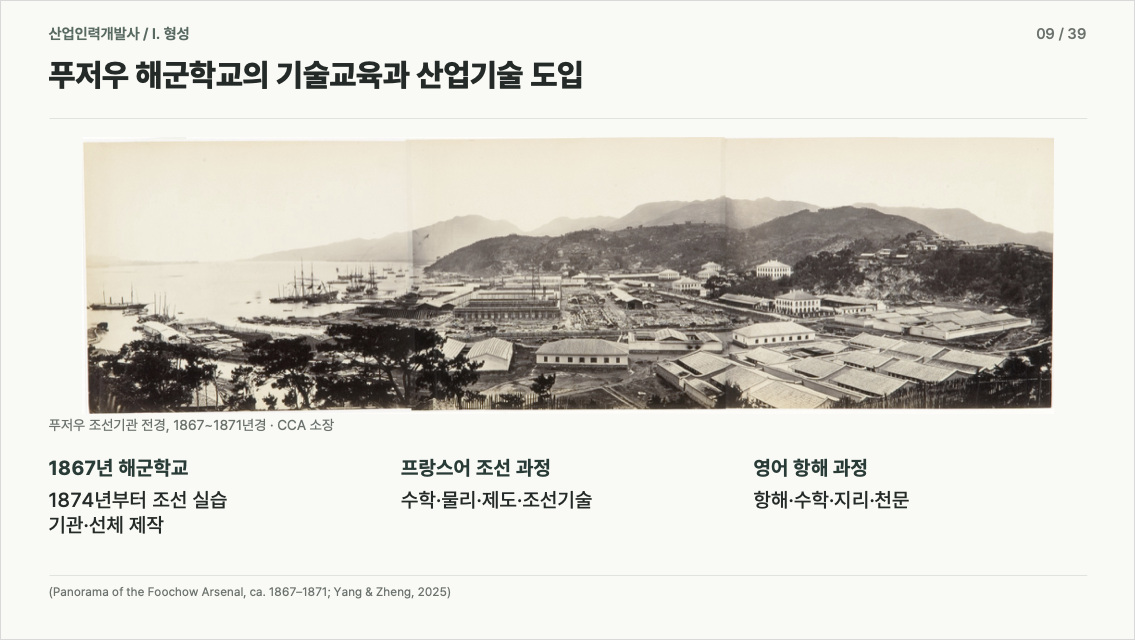 산업인력개발사 / I. 형성
09 / 39
푸저우 해군학교의 기술교육과 산업기술 도입
푸저우 조선기관 전경, 1867~1871년경 · CCA 소장
1867년 해군학교
1874년부터 조선 실습
기관·선체 제작
프랑스어 조선 과정
수학·물리·제도·조선기술
영어 항해 과정
항해·수학·지리·천문
(Panorama of the Foochow Arsenal, ca. 1867–1871; Yang & Zheng, 2025)